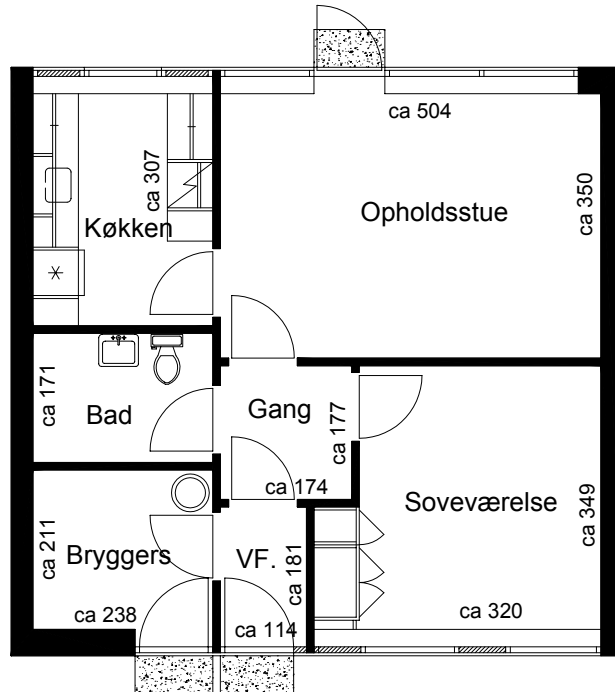 ca 504
ca 307
ca 350
Køkken
Opholdsstue
ca 171
Bad
Gang
ca 177
ca 174
Soveværelse
ca 349
ca 211
Bryggers
VF.
ca 181
ca 238
ca 114
ca 320